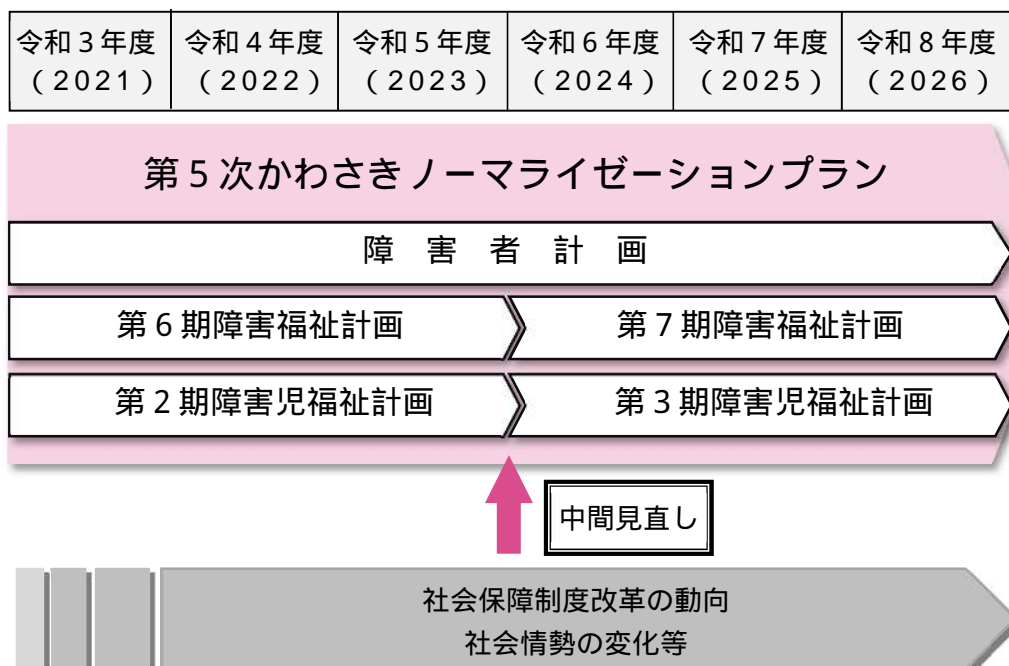 令和３年度 令和４年度 令和５年度 令和６年度 令和７年度 令和８年度
（2021） （2022） （2023） （2024） （2025） （2026）
第５次かわさきノーマライゼーションプラン
障 害 者 計 画
第６期障害福祉計画 第７期障害福祉計画
第２期障害児福祉計画 第３期障害児福祉計画
中間見直し
社会保障制度改革の動向
社会情勢の変化等